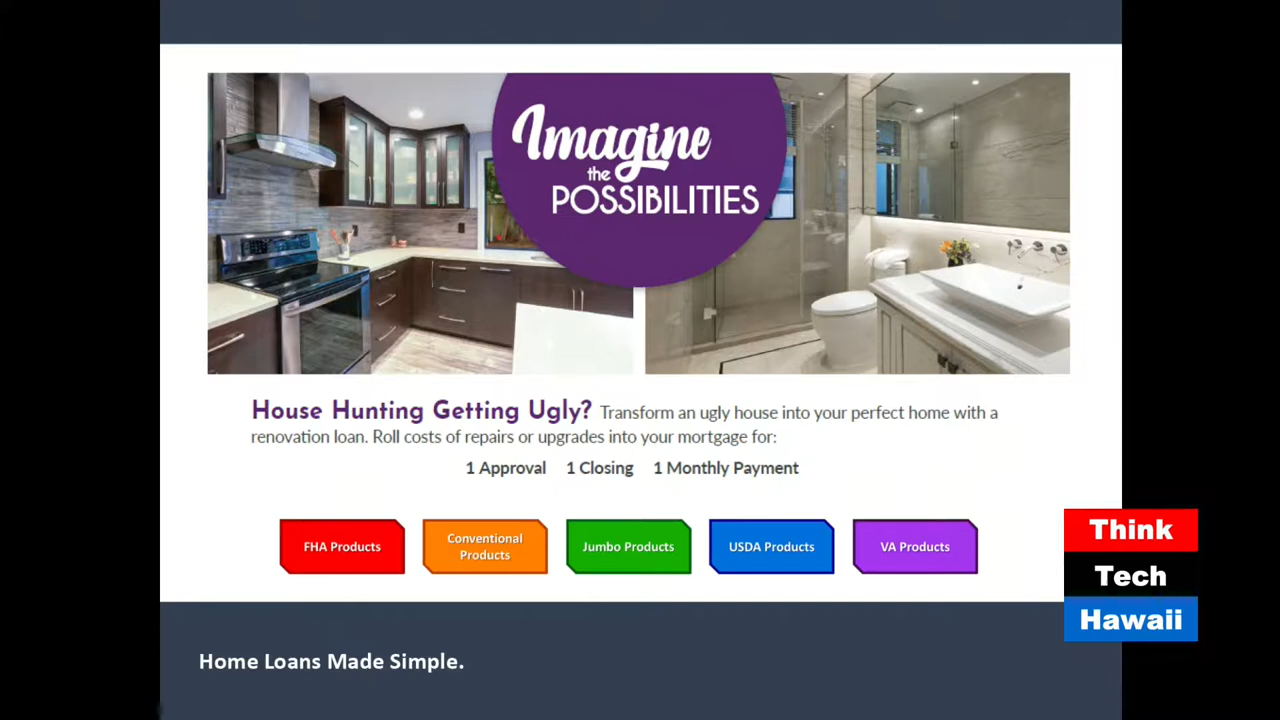 Imagine
the
POSSIBILITIES
House Hunting Getting Ugly? Transform an ugly house into your perfect home with a
renovation loan. Roll costs of repairs or upgrades into your mortgage for:
1 Approval 1 Closing 1 Monthly Payment
FHA Products
Conventional
Products
Jumbo Products
USDA Products
VA Products
Think
Tech
Hawaii
Home Loans Made Simple.